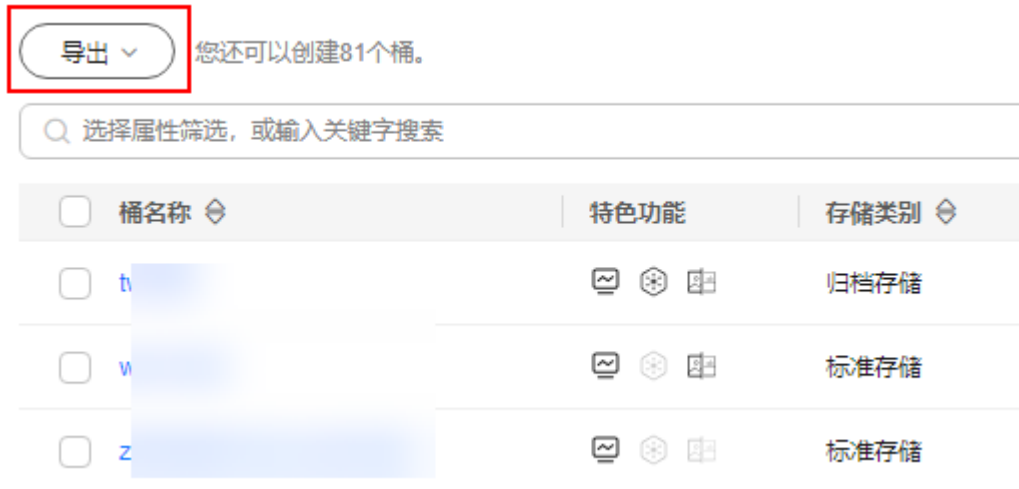 导出 您还可以创建81个桶。
选择属性筛选，或输入关键字搜索
桶名称 特色功能 存储类别
归档存储
标准存储
z 标准存储